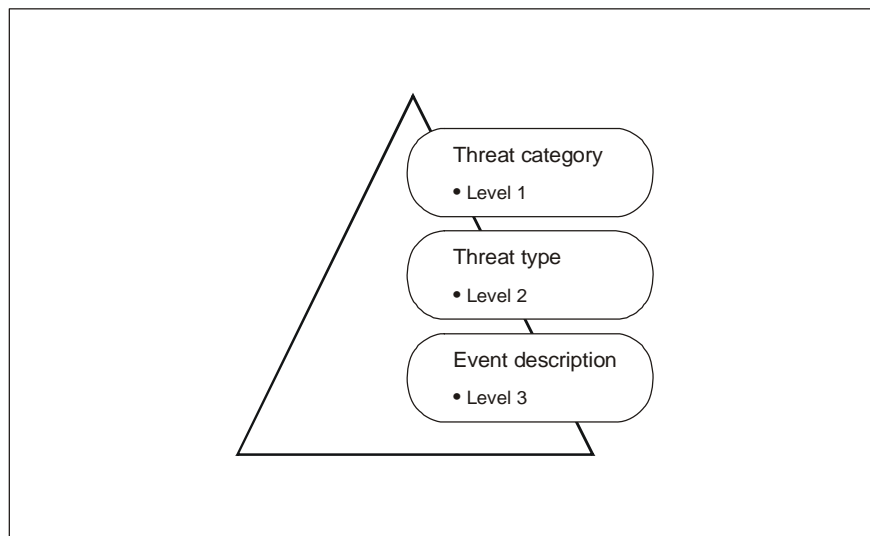 Threat category
• Level 1
Threat type
• Level 2
Event description
• Level 3